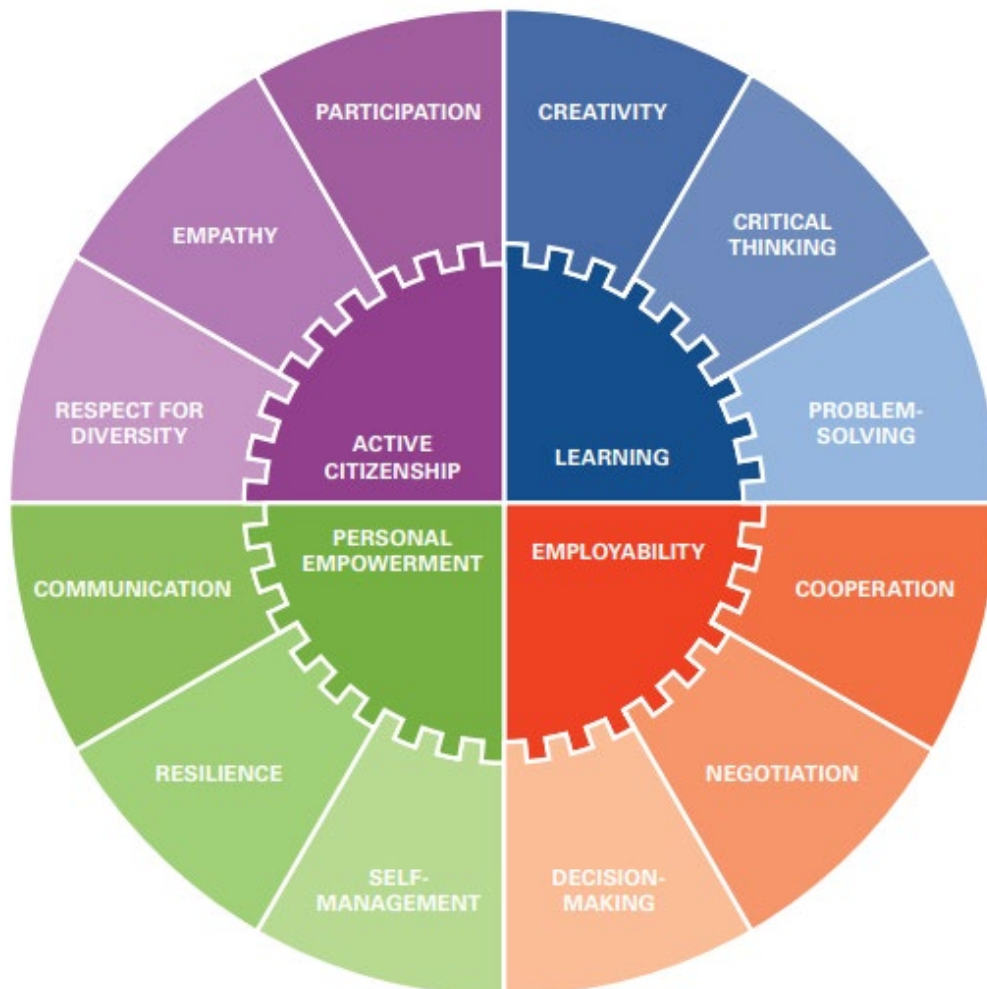 PARTICIPATION
CREATIVITY
EMPATHY
CRITICAL
THINKING
RESPECT FOR
DIVERSITY
PROBLEM-
SOLVING
ACTIVE
CITIZENSHIP
LEARNING
PERSONAL
EMPOWERMENT
EMPLOYABILITY
COMMUNICATION
COOPERATION
RESILIENCE
NEGOTIATION
SELF-
MANAGEMENT
DECISION-
MAKING